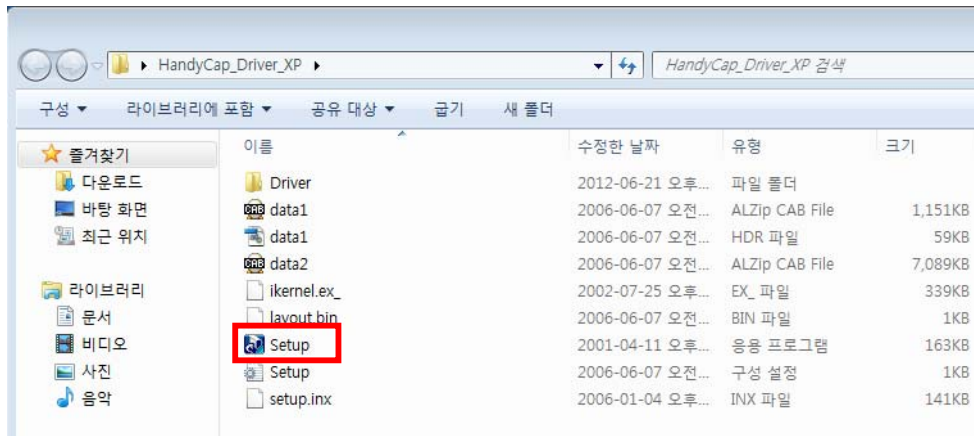 HandyCap_Driver_XP
HandyCap_Driver_XP 검색
구성 라이브러리에 포함 공유 대상 굽기 새 폴더
이름 수정한 날짜 유형 크기
즐겨찾기
다운로드
바탕 화면
최근 위치
라이브러리
문서
비디오
사진
음악
Driver 2012-06-21 오후... 파일 폴더
data1 2006-06-07 오전... ALZip CAB File 1,151KB
data1 2006-06-07 오전... HDR 파일 59KB
data2 2006-06-07 오전... ALZip CAB File 7,089KB
ikernel.ex_ 2002-07-25 오후... EX_ 파일 339KB
layout.bin 2006-06-07 오전... BIN 파일 1KB
Setup 2001-04-11 오후... 응용 프로그램 163KB
Setup 2006-06-07 오전... 구성 설정 1KB
setup.inx 2006-01-04 오후... INX 파일 141KB